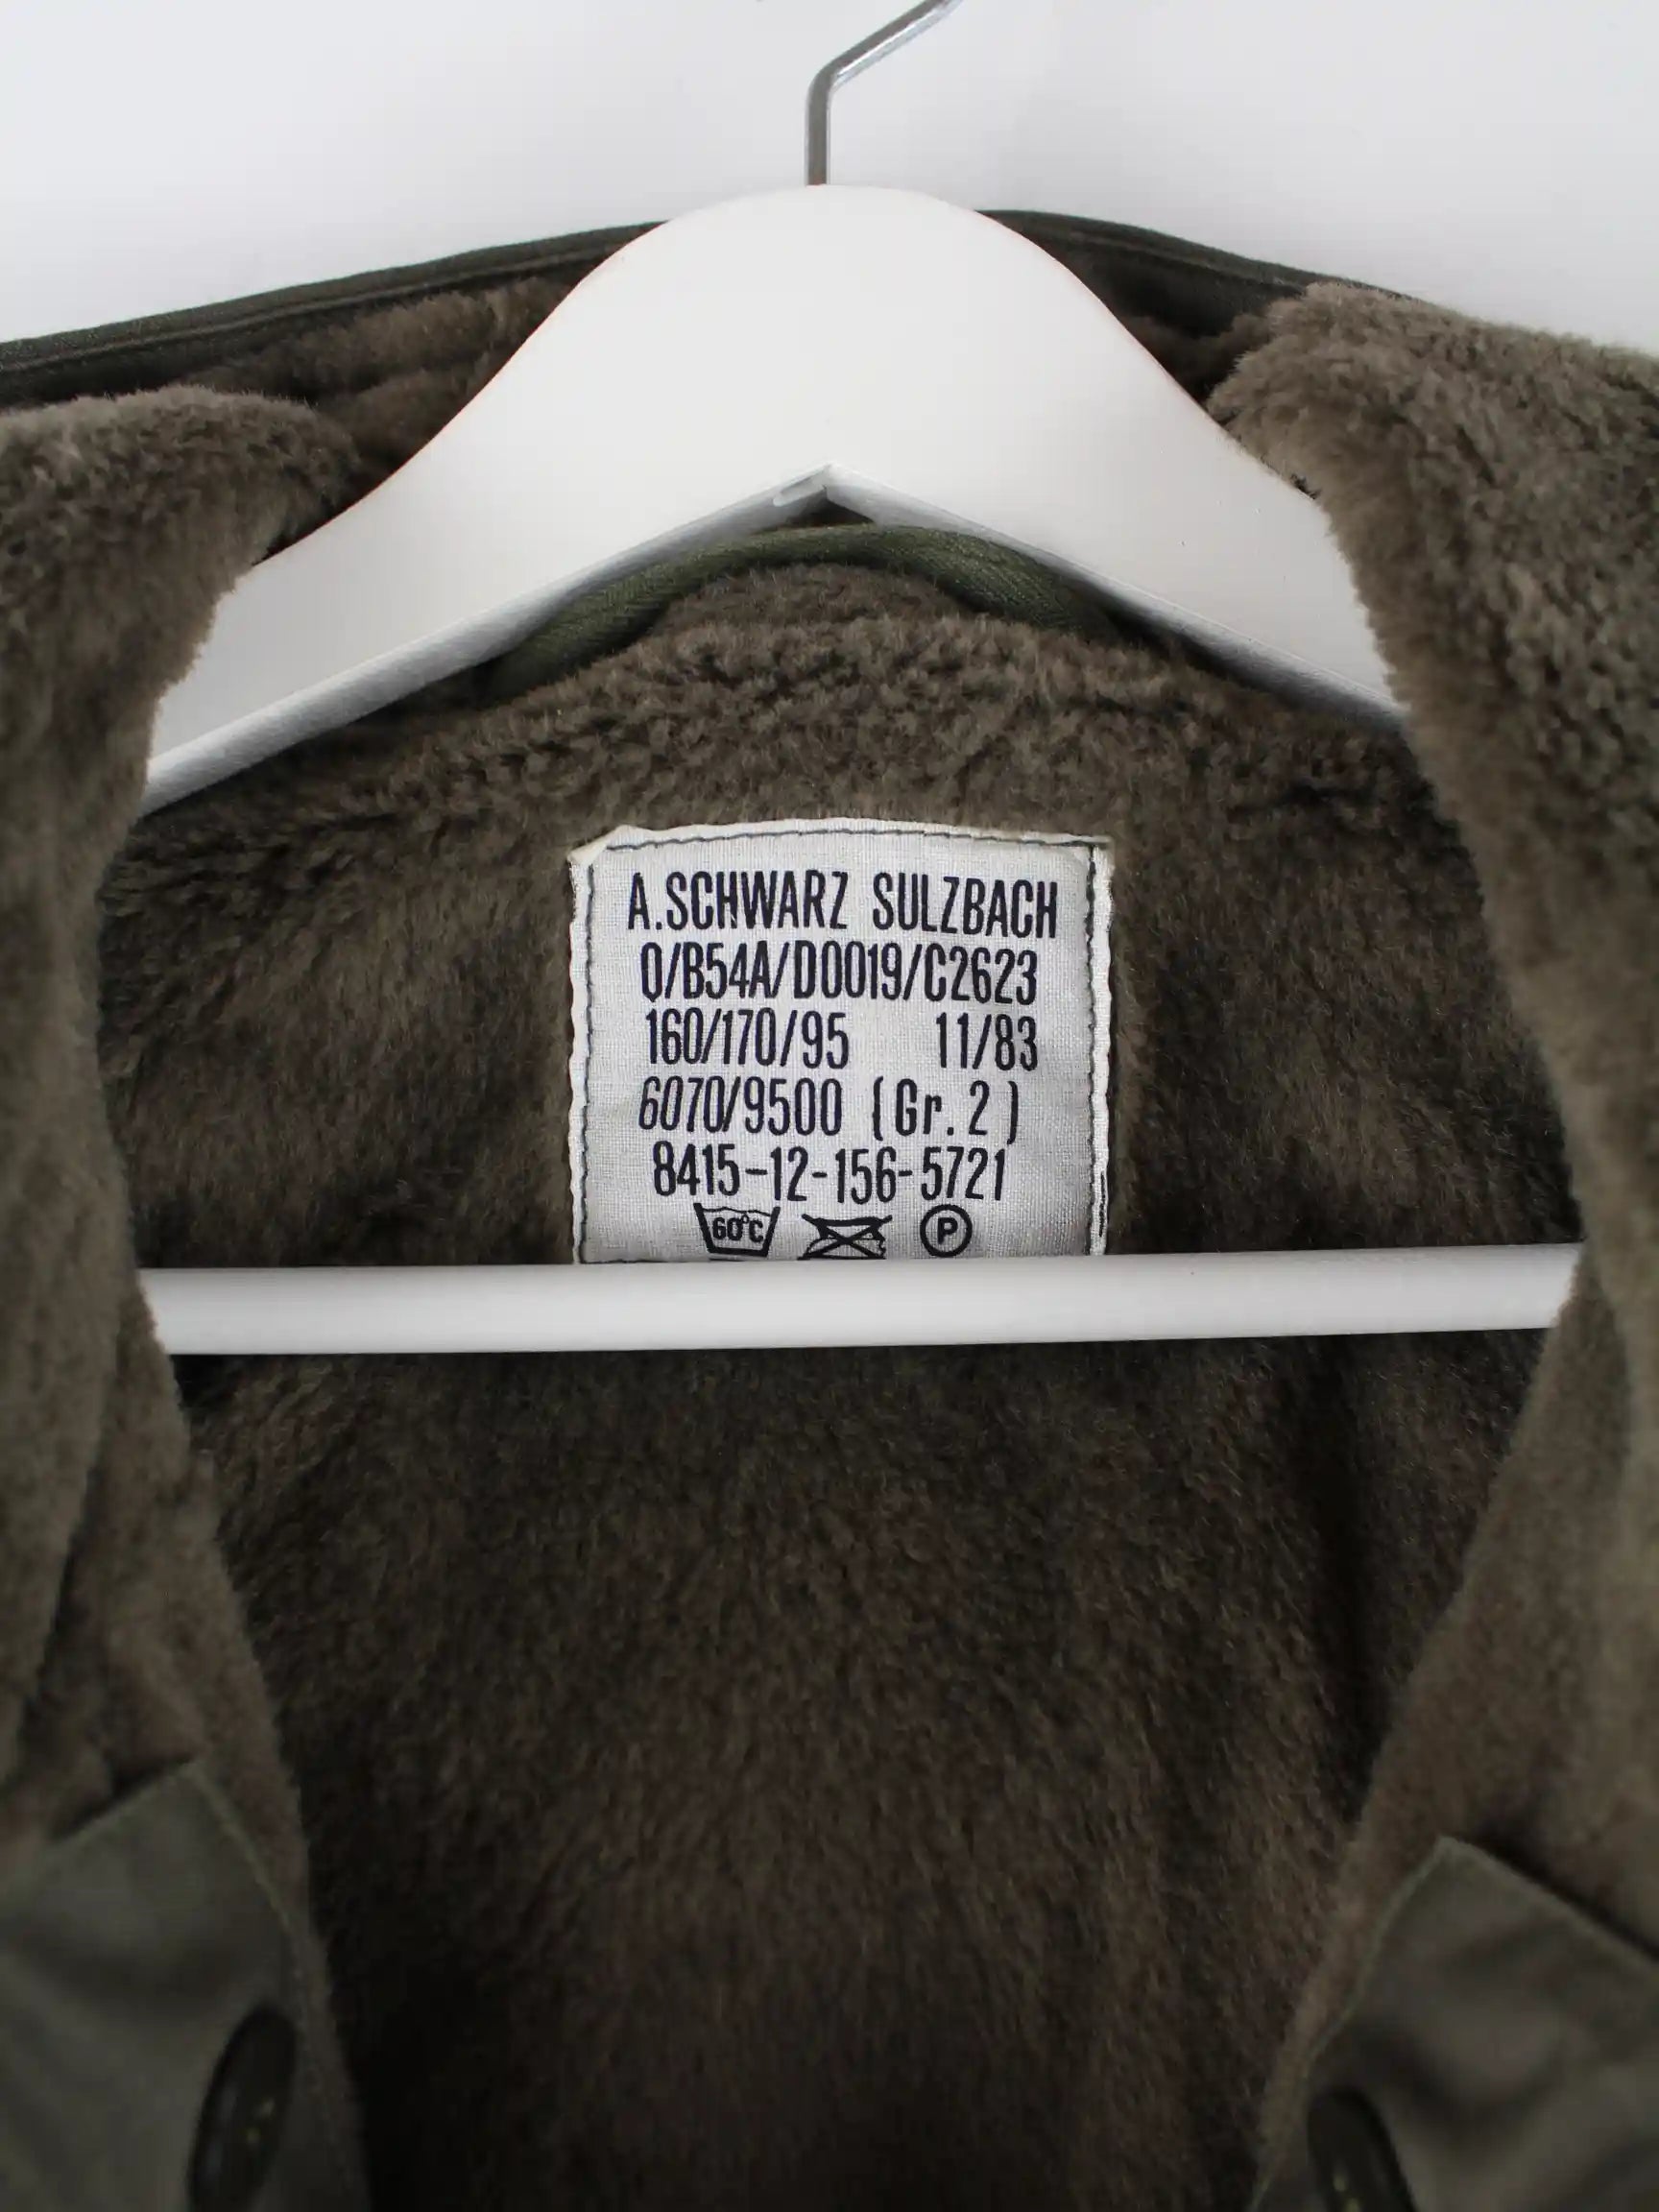 A.SCHWARZ SULZBACH
Q/B54A/D0019/C2623
160/170/95 11/83
6070/9500 (Gr.2)
8415-12-156-5721
60°C P